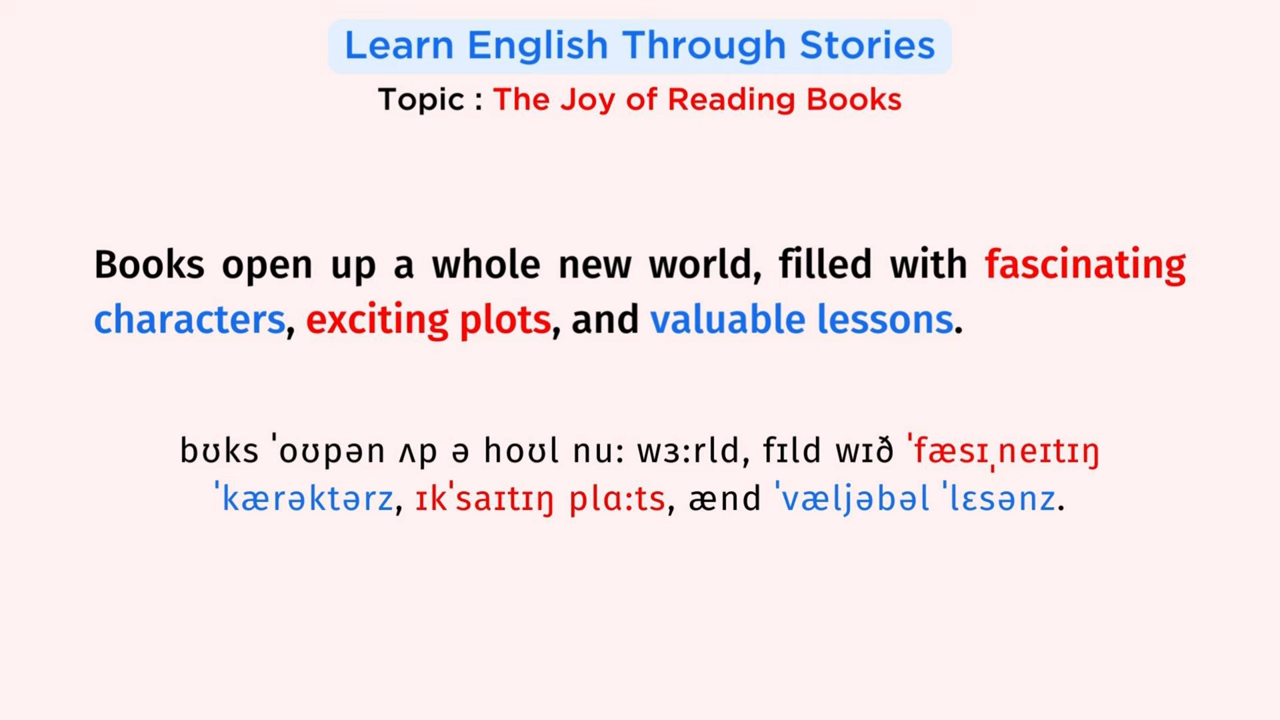 Learn English Through Stories
Topic : The Joy of Reading Books
Books open up a whole new world, filled with fascinating
characters, exciting plots, and valuable lessons.
bʊks ˈoʊpən ʌp ə hoʊl nu: wɜ:rld, fɪld wɪð ˈfæsɪˌneɪtɪŋ
ˈkærəktərz, ɪkˈsaɪtɪŋ plɑ:ts, ænd ˈvæljəbəl ˈlɛsənz.